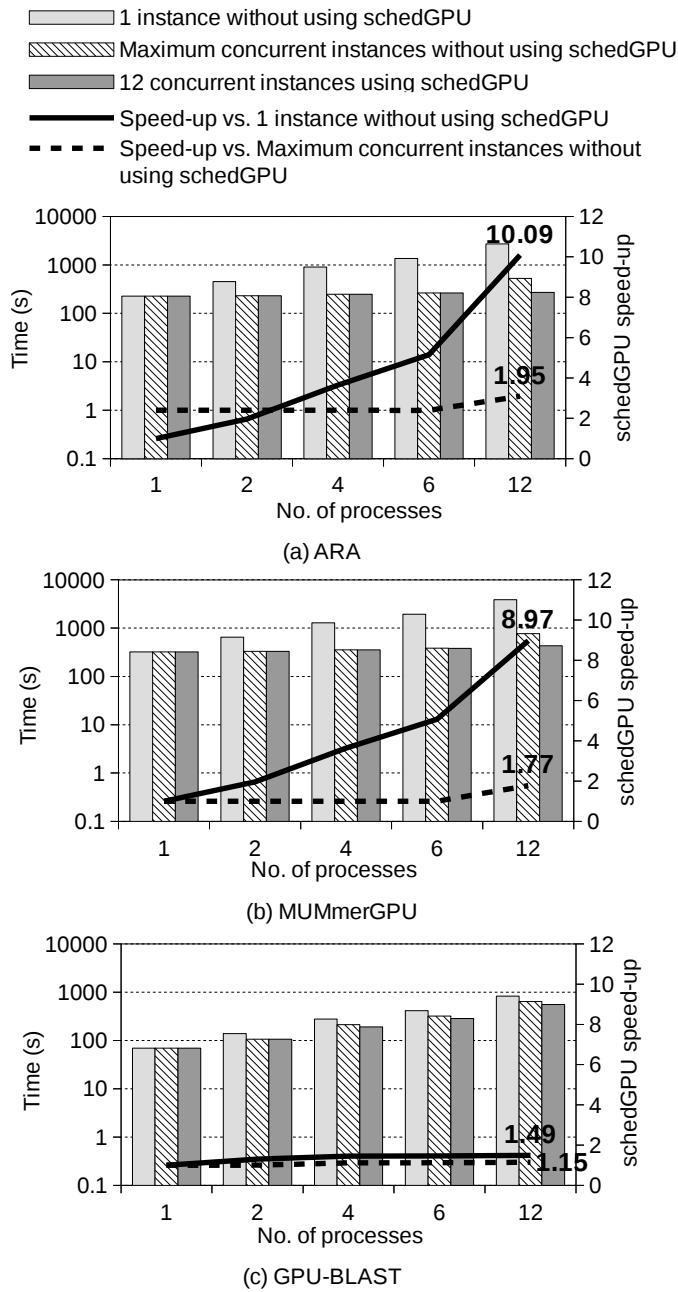 1 instance without using schedGPU
Maximum concurrent instances without using schedGPU
12 concurrent instances using schedGPU
Speed-up vs. 1 instance without using schedGPU
Speed-up vs. Maximum concurrent instances without
using schedGPU
10000
1000
100
10
1
0.1
Time (s)
12
10
8
6
4
2
0
schedGPU speed-up
10.09
1.95
1 2 4 6 12
No. of processes
(a) ARA
10000
1000
100
10
1
0.1
Time (s)
12
10
8
6
4
2
0
schedGPU speed-up
8.97
1.77
1 2 4 6 12
No. of processes
(b) MUMmerGPU
10000
1000
100
10
1
0.1
Time (s)
12
10
8
6
4
2
0
schedGPU speed-up
1.49
1.15
1 2 4 6 12
No. of processes
(c) GPU-BLAST